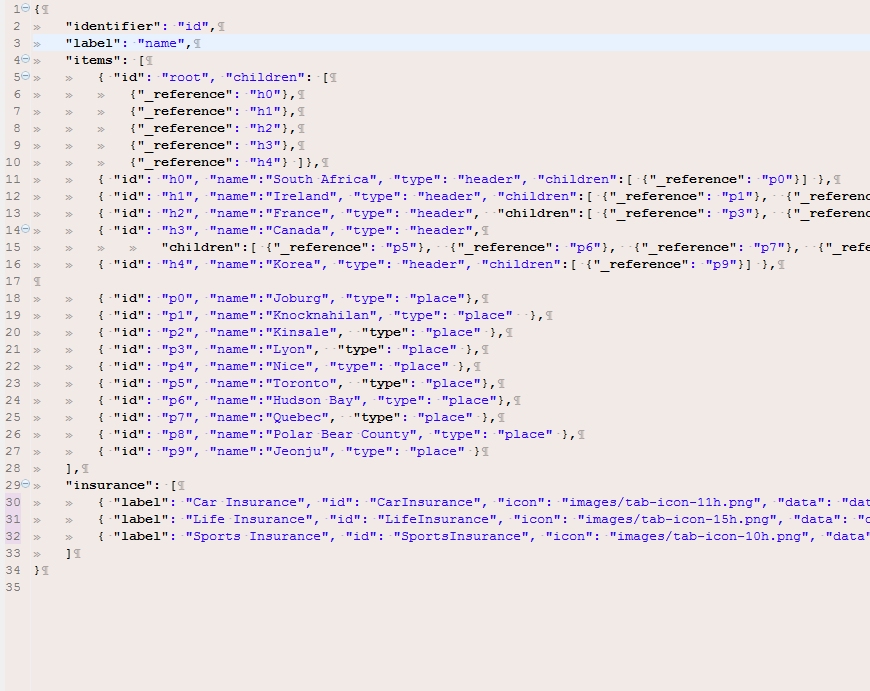 1 {
2 "identifier": "id",
3 "label": "name",
4 "items": [
5 { "id": "root", "children": [
6 {"_reference": "h0"},
7 {"_reference": "h1"},
8 {"_reference": "h2"},
9 {"_reference": "h3"},
10 {"_reference": "h4"} ]},
11 { "id": "h0", "name":"South Africa", "type": "header", "children":[ {"_reference": "p0"}] },
12 { "id": "h1", "name":"Ireland", "type": "header", "children":[ {"_reference": "p1"}, {"_referenc
13 { "id": "h2", "name":"France", "type": "header", "children":[ {"_reference": "p3"}, {"_referenc
14 { "id": "h3", "name":"Canada", "type": "header",
15 "children":[ {"_reference": "p5"}, {"_reference": "p6"}, {"_reference": "p7"}, {"_refe
16 { "id": "h4", "name":"Korea", "type": "header", "children":[ {"_reference": "p9"}] },
17
18 { "id": "p0", "name":"Joburg", "type": "place"},
19 { "id": "p1", "name":"Knocknahilan", "type": "place" },
20 { "id": "p2", "name":"Kinsale", "type": "place" },
21 { "id": "p3", "name":"Lyon", "type": "place" },
22 { "id": "p4", "name":"Nice", "type": "place" },
23 { "id": "p5", "name":"Toronto", "type": "place"},
24 { "id": "p6", "name":"Hudson Bay", "type": "place"},
25 { "id": "p7", "name":"Quebec", "type": "place" },
26 { "id": "p8", "name":"Polar Bear County", "type": "place" },
27 { "id": "p9", "name":"Jeonju", "type": "place" }
28 ],
29 "insurance": [
30 { "label": "Car Insurance", "id": "CarInsurance", "icon": "images/tab-icon-11h.png", "data": "dat
31 { "label": "Life Insurance", "id": "LifeInsurance", "icon": "images/tab-icon-15h.png", "data": "d
32 { "label": "Sports Insurance", "id": "SportsInsurance", "icon": "images/tab-icon-10h.png", "data"
33 ]
34 }
35